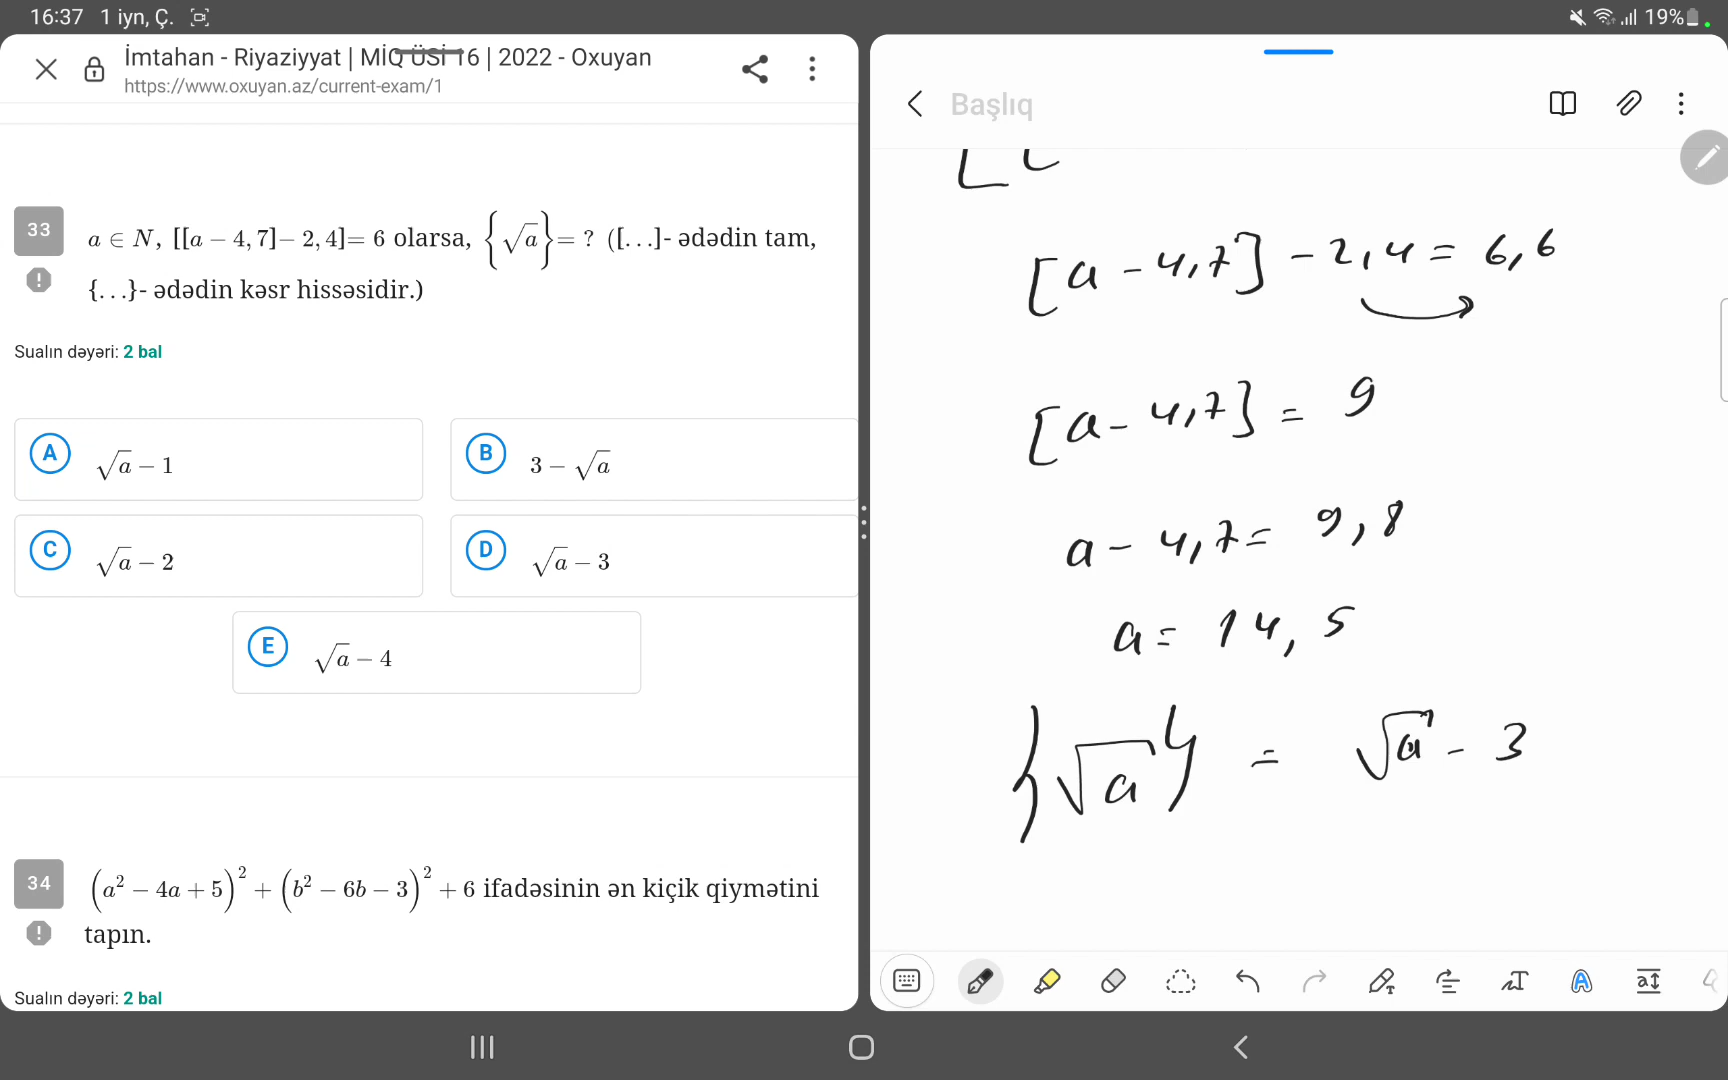 16:37 1 iyn, Ç. 19%
İmtahan - Riyaziyyat | MİQ ÜSİ 16 | 2022 - Oxuyan
https://www.oxuyan.az/current-exam/1
33
a ∈ N, [[a − 4, 7]− 2, 4]= 6 olarsa, {√a}= ? ([...]- ədədin tam,
{...}- ədədin kəsr hissəsidir.)
Sualın dəyəri: 2 bal
A √a − 1
B 3 − √a
C √a − 2
D √a − 3
E √a − 4
34
(a² − 4a + 5)² + (b² − 6b − 3)² + 6 ifadəsinin ən kiçik qiymətini
tapın.
Sualın dəyəri: 2 bal
Başlıq
[a - 4,7] - 2,4 = 6,6
[a - 4,7] = 9
a - 4,7 = 9,8
a = 14,5
{√a} = √a - 3